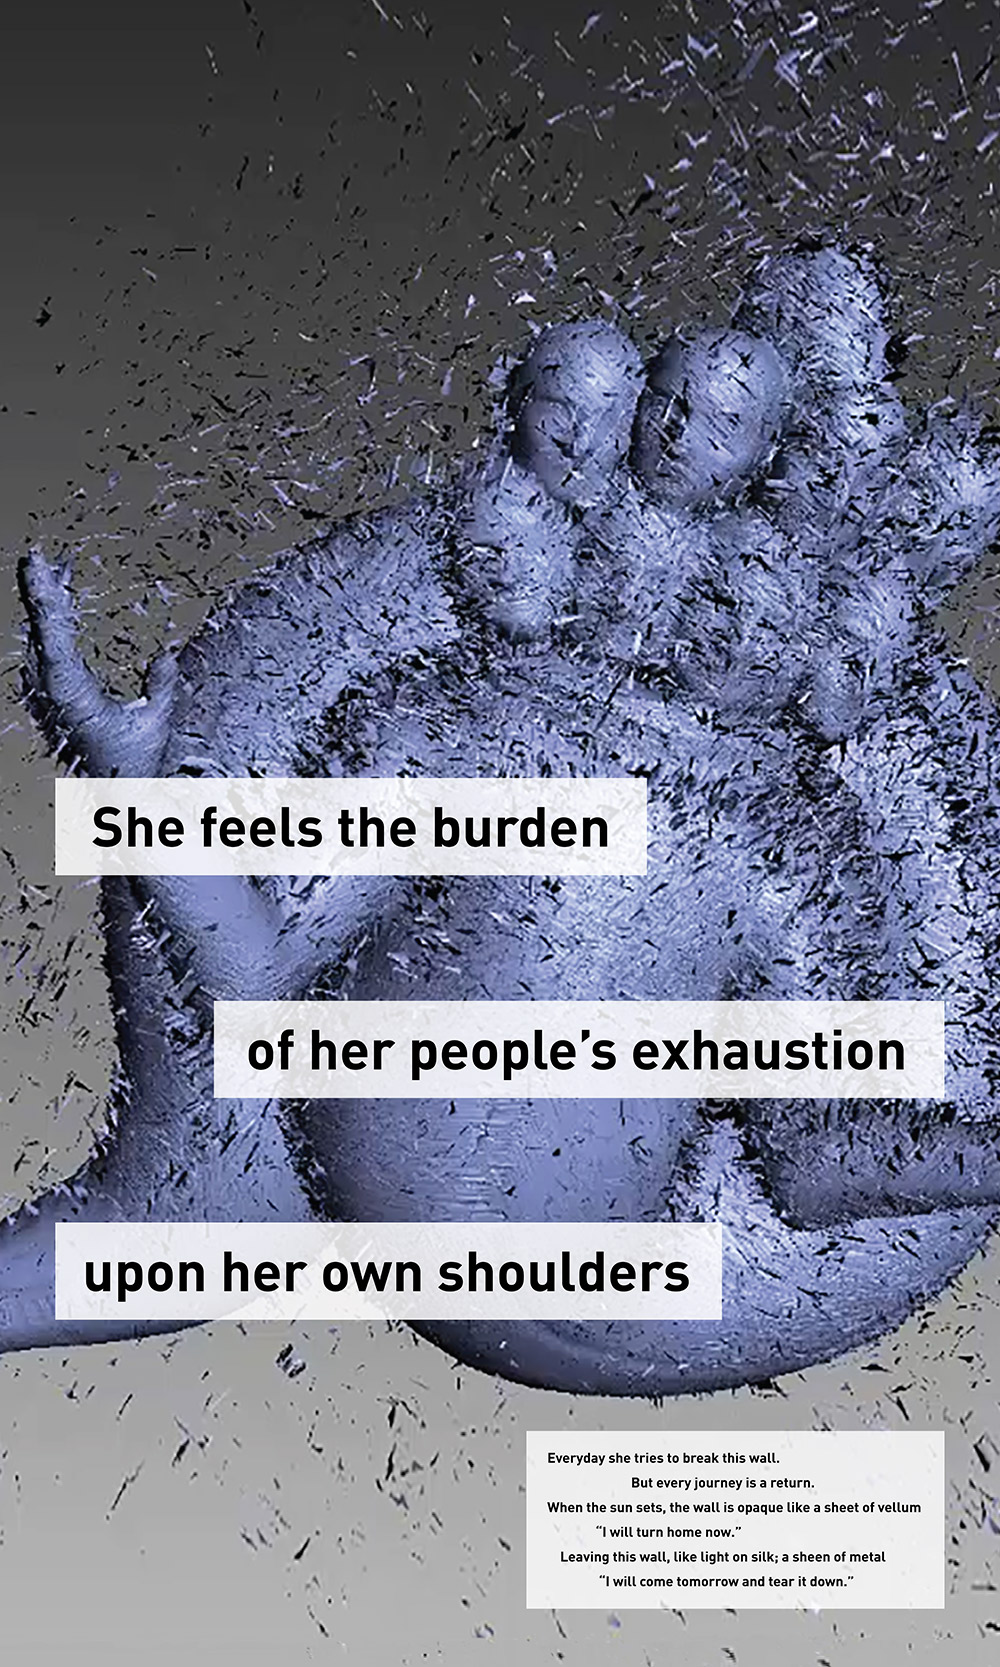 She feels the burden
of her people’s exhaustion
upon her own shoulders
Everyday she tries to break this wall.
But every journey is a return.
When the sun sets, the wall is opaque like a sheet of vellum
“I will turn home now.”
Leaving this wall, like light on silk; a sheen of metal
“I will come tomorrow and tear it down.”